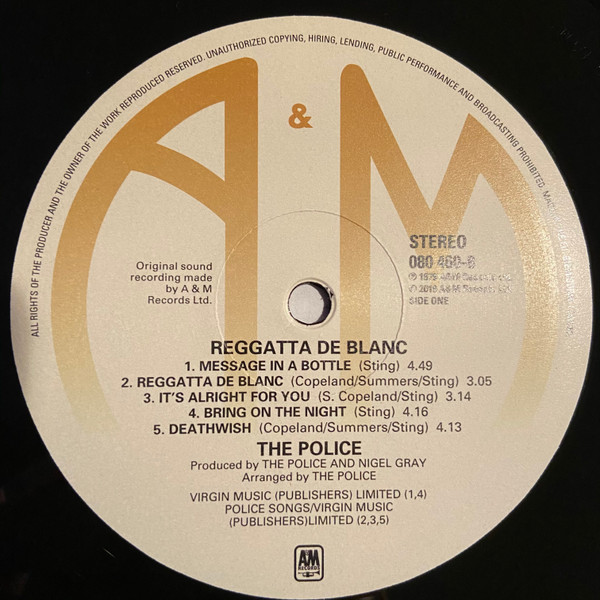 ALL RIGHTS OF THE PRODUCER AND THE OWNER OF THE WORK REPRODUCED RESERVED. UNAUTHORIZED COPYING, HIRING, LENDING, PUBLIC PERFORMANCE AND BROADCASTING PROHIBITED.
A & M
STEREO
SIDE ONE
Original sound
recording made
by A & M
Records Ltd.
REGGATTA DE BLANC
1. MESSAGE IN A BOTTLE (Sting) 4.49
2. REGGATTA DE BLANC (Copeland/Summers/Sting) 3.05
3. IT'S ALRIGHT FOR YOU (S. Copeland/Sting) 3.14
4. BRING ON THE NIGHT (Sting) 4.16
5. DEATHWISH (Copeland/Summers/Sting) 4.13
THE POLICE
Produced by THE POLICE AND NIGEL GRAY
Arranged by THE POLICE
VIRGIN MUSIC (PUBLISHERS) LIMITED (1,4)
POLICE SONGS/VIRGIN MUSIC
(PUBLISHERS)LIMITED (2,3,5)
A&M
RECORDS